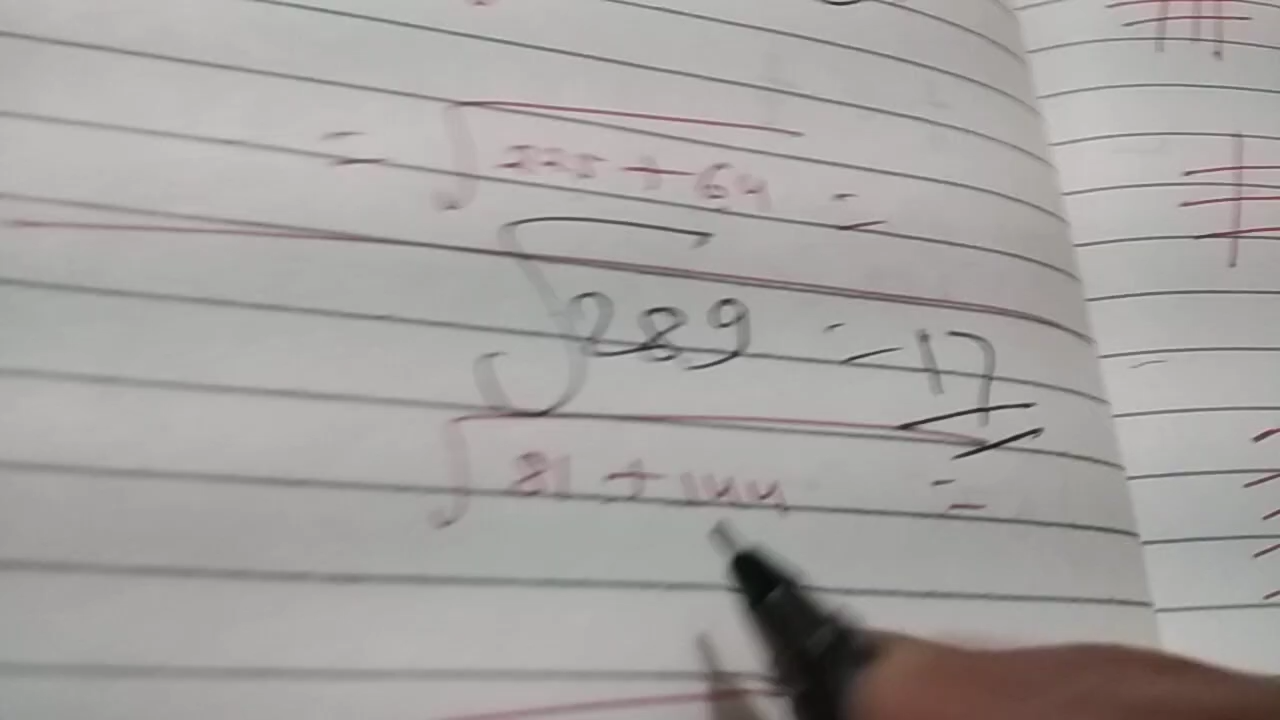 = √225 + 64 =
√289 = 17
√81 + 144 =